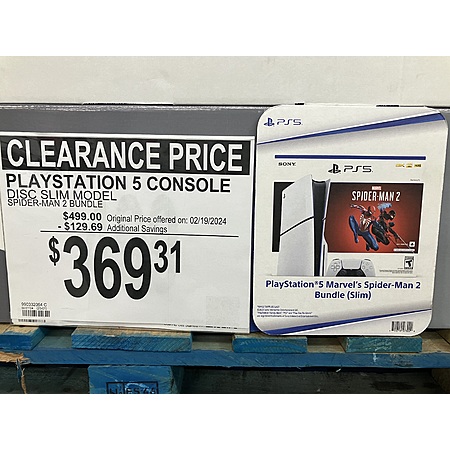 CLEARANCE PRICE
PLAYSTATION 5 CONSOLE
DISC SLIM MODEL
SPIDER-MAN 2 BUNDLE
$499.00 Original Price offered on: 02/19/2024
- $129.69 Additional Savings
$369.31
PS5
SONY
PS5
MARVEL
SPIDER-MAN 2
PlayStation®5 Marvel's Spider-Man 2
Bundle (Slim)